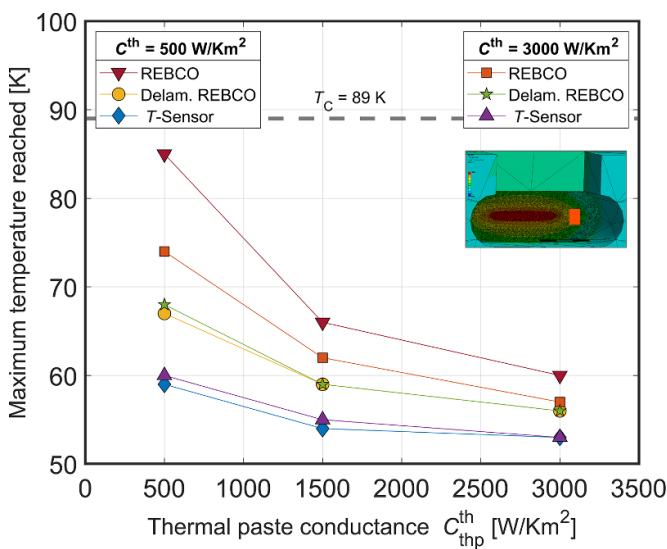 100
90
80
70
60
50
Maximum temperature reached [K]
C^th = 500 W/Km²
REBCO
Delam. REBCO
T-Sensor
T_C = 89 K
C^th = 3000 W/Km²
REBCO
Delam. REBCO
T-Sensor
0 500 1000 1500 2000 2500 3000 3500
Thermal paste conductance C^th_thp [W/Km²]